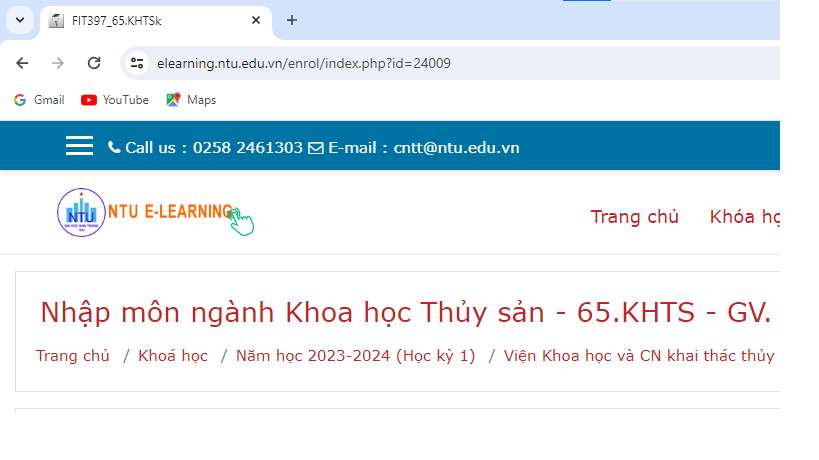 FIT397_65.KHTSk
elearning.ntu.edu.vn/enrol/index.php?id=24009
Gmail YouTube Maps
Call us : 0258 2461303 E-mail : cntt@ntu.edu.vn
NTU NTU E-LEARNING
Trang chủ Khóa họ
Nhập môn ngành Khoa học Thủy sản - 65.KHTS - GV.
Trang chủ / Khoá học / Năm học 2023-2024 (Học kỳ 1) / Viện Khoa học và CN khai thác thủy